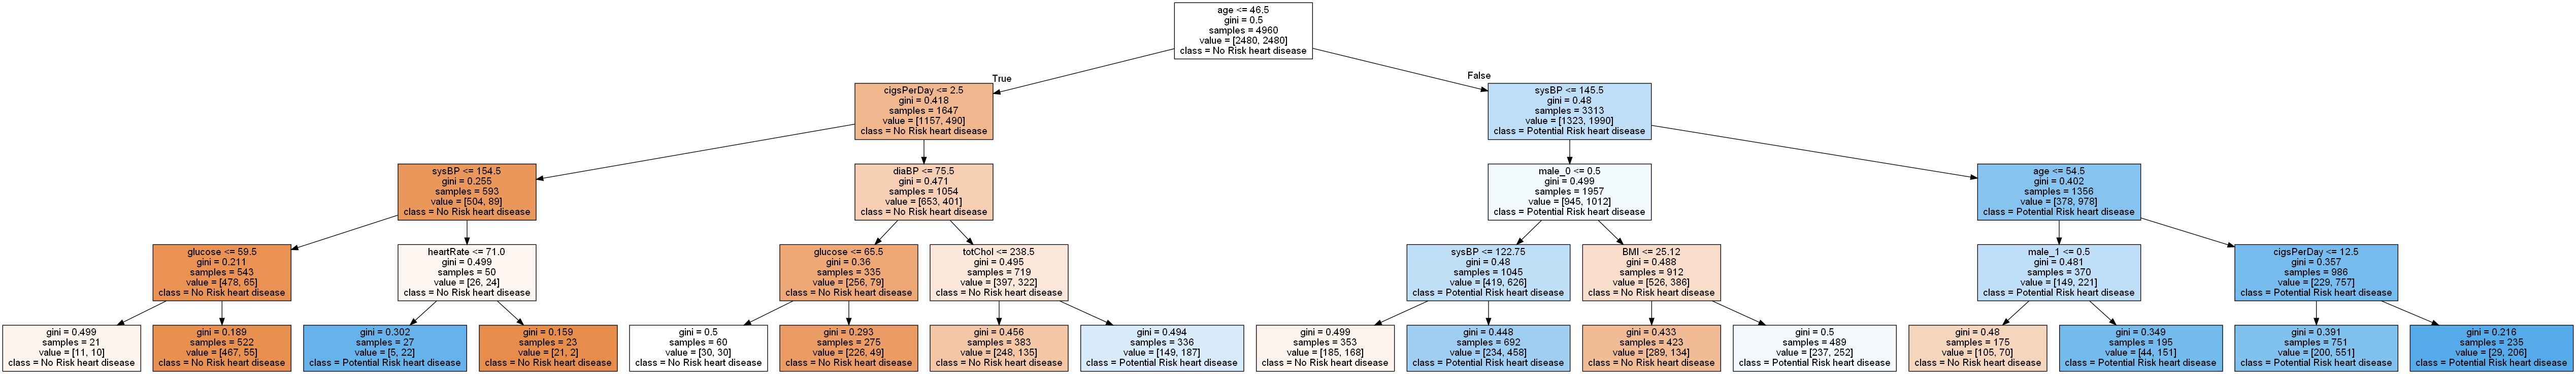 age <= 46.5
gini = 0.5
samples = 4960
value = [2480, 2480]
class = No Risk heart disease
True
False
cigsPerDay <= 2.5
gini = 0.418
samples = 1647
value = [1157, 490]
class = No Risk heart disease
sysBP <= 145.5
gini = 0.48
samples = 3313
value = [1323, 1990]
class = Potential Risk heart disease
sysBP <= 154.5
gini = 0.255
samples = 593
value = [504, 89]
class = No Risk heart disease
diaBP <= 75.5
gini = 0.471
samples = 1054
value = [653, 401]
class = No Risk heart disease
male_0 <= 0.5
gini = 0.499
samples = 1957
value = [945, 1012]
class = Potential Risk heart disease
age <= 54.5
gini = 0.402
samples = 1356
value = [378, 978]
class = Potential Risk heart disease
glucose <= 59.5
gini = 0.211
samples = 543
value = [478, 65]
class = No Risk heart disease
heartRate <= 71.0
gini = 0.499
samples = 50
value = [26, 24]
class = No Risk heart disease
glucose <= 65.5
gini = 0.36
samples = 335
value = [256, 79]
class = No Risk heart disease
totChol <= 238.5
gini = 0.495
samples = 719
value = [397, 322]
class = No Risk heart disease
sysBP <= 122.75
gini = 0.48
samples = 1045
value = [419, 626]
class = Potential Risk heart disease
BMI <= 25.12
gini = 0.488
samples = 912
value = [526, 386]
class = No Risk heart disease
male_1 <= 0.5
gini = 0.481
samples = 370
value = [149, 221]
class = Potential Risk heart disease
cigsPerDay <= 12.5
gini = 0.357
samples = 986
value = [229, 757]
class = Potential Risk heart disease
gini = 0.499
samples = 21
value = [11, 10]
class = No Risk heart disease
gini = 0.189
samples = 522
value = [467, 55]
class = No Risk heart disease
gini = 0.302
samples = 27
value = [5, 22]
class = Potential Risk heart disease
gini = 0.159
samples = 23
value = [21, 2]
class = No Risk heart disease
gini = 0.5
samples = 60
value = [30, 30]
class = No Risk heart disease
gini = 0.293
samples = 275
value = [226, 49]
class = No Risk heart disease
gini = 0.456
samples = 383
value = [248, 135]
class = No Risk heart disease
gini = 0.494
samples = 336
value = [149, 187]
class = Potential Risk heart disease
gini = 0.499
samples = 353
value = [185, 168]
class = No Risk heart disease
gini = 0.448
samples = 692
value = [234, 458]
class = Potential Risk heart disease
gini = 0.433
samples = 423
value = [289, 134]
class = No Risk heart disease
gini = 0.5
samples = 489
value = [237, 252]
class = Potential Risk heart disease
gini = 0.48
samples = 175
value = [105, 70]
class = No Risk heart disease
gini = 0.349
samples = 195
value = [44, 151]
class = Potential Risk heart disease
gini = 0.391
samples = 751
value = [200, 551]
class = Potential Risk heart disease
gini = 0.216
samples = 235
value = [29, 206]
class = Potential Risk heart disease